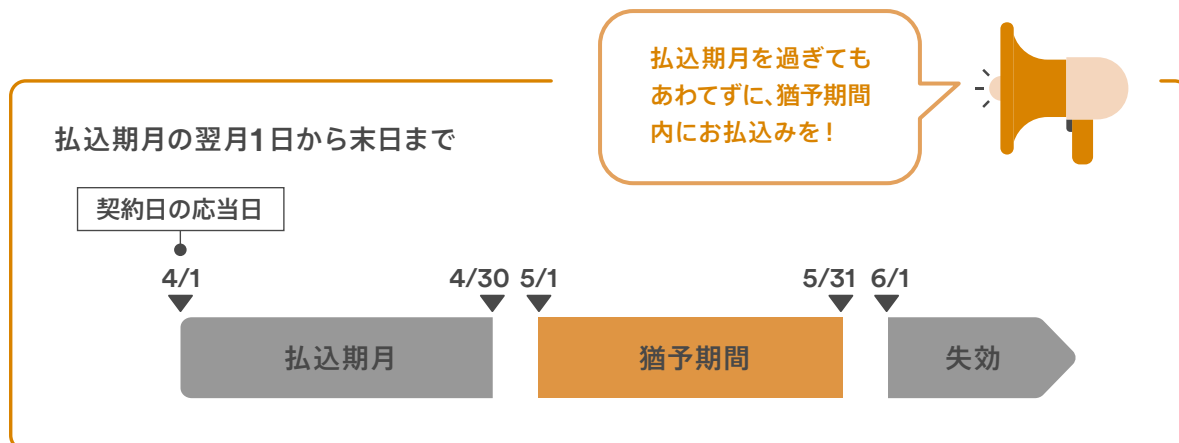 払込期月を過ぎても
あわてずに、猶予期間
内にお払込みを！
払込期月の翌月1日から末日まで
契約日の応当日
4/1
4/30
5/1
5/31
6/1
払込期月
猶予期間
失効